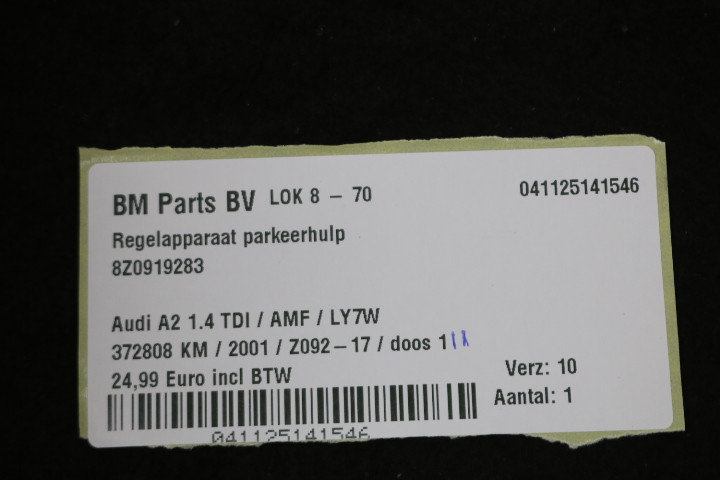 BM Parts BV LOK 8 – 70
041125141546
Regelapparaat parkeerhulp
8Z0919283
Audi A2 1.4 TDI / AMF / LY7W
372808 KM / 2001 / Z092–17 / doos 1
24,99 Euro incl BTW
Verz: 10
Aantal: 1
041125141546